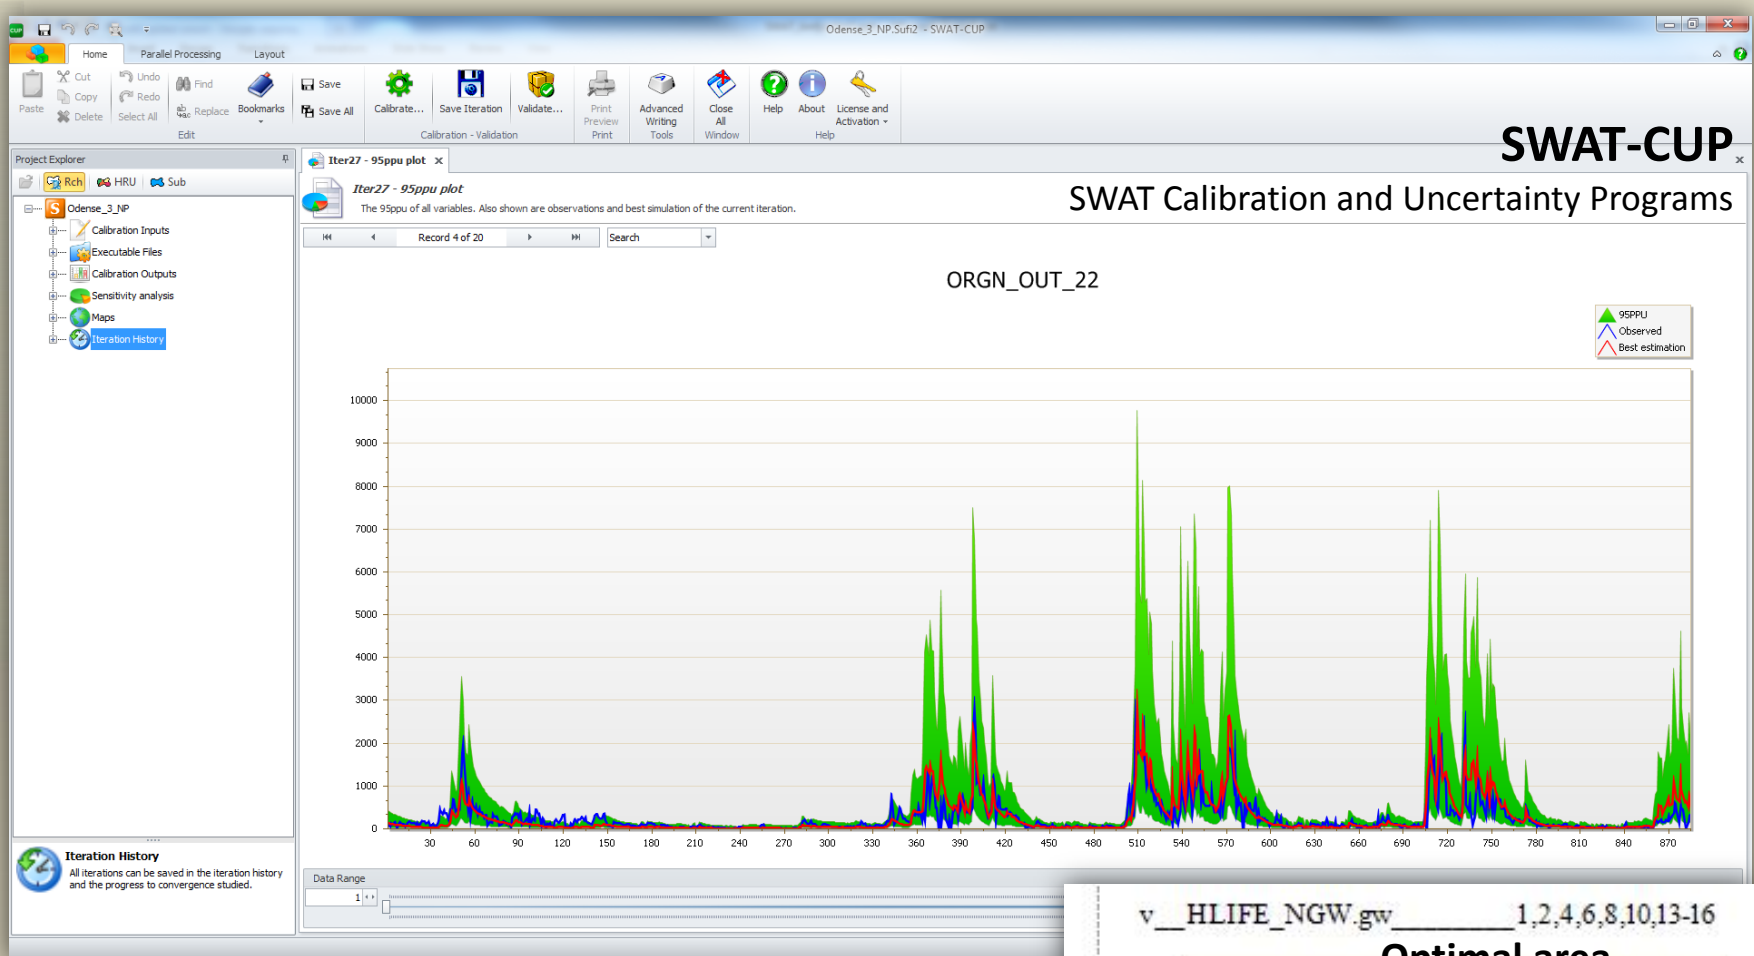 Odense_3_NP.Sufi2 - SWAT-CUP
CUP
Home Parallel Processing Layout
Paste
Cut
Copy
Delete
Undo
Redo
Select All
Find
Replace
Bookmarks
Edit
Save
Save All
Calibrate...
Save Iteration
Validate...
Calibration - Validation
Print Preview
Print
Advanced Writing
Tools
Close All
Window
Help
About
License and Activation
Help
SWAT-CUP
SWAT Calibration and Uncertainty Programs
Project Explorer
Rch HRU Sub
Odense_3_NP
Calibration Inputs
Executable Files
Calibration Outputs
Sensitivity analysis
Maps
Iteration History
Iter27 - 95ppu plot x
Iter27 - 95ppu plot
The 95ppu of all variables. Also shown are observations and best simulation of the current iteration.
Record 4 of 20
Search
ORGN_OUT_22
95PPU
Observed
Best estimation
10000
9000
8000
7000
6000
5000
4000
3000
2000
1000
0
30 60 90 120 150 180 210 240 270 300 330 360 390 420 450 480 510 540 570 600 630 660 690 720 750 780 810 840 870
Iteration History
All iterations can be saved in the iteration history
and the progress to convergence studied.
Data Range
1
v__HLIFE_NGW.gw________1,2,4,6,8,10,13-16
Optimal area